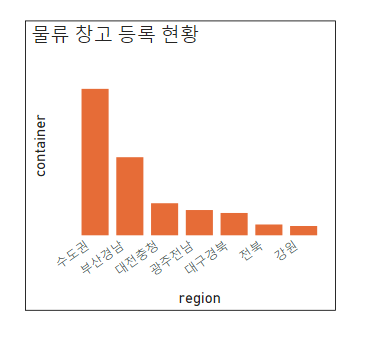 물류 창고 등록 현황
container
수도권
부산경남
대전충청
광주전남
대구경북
전북
강원
region